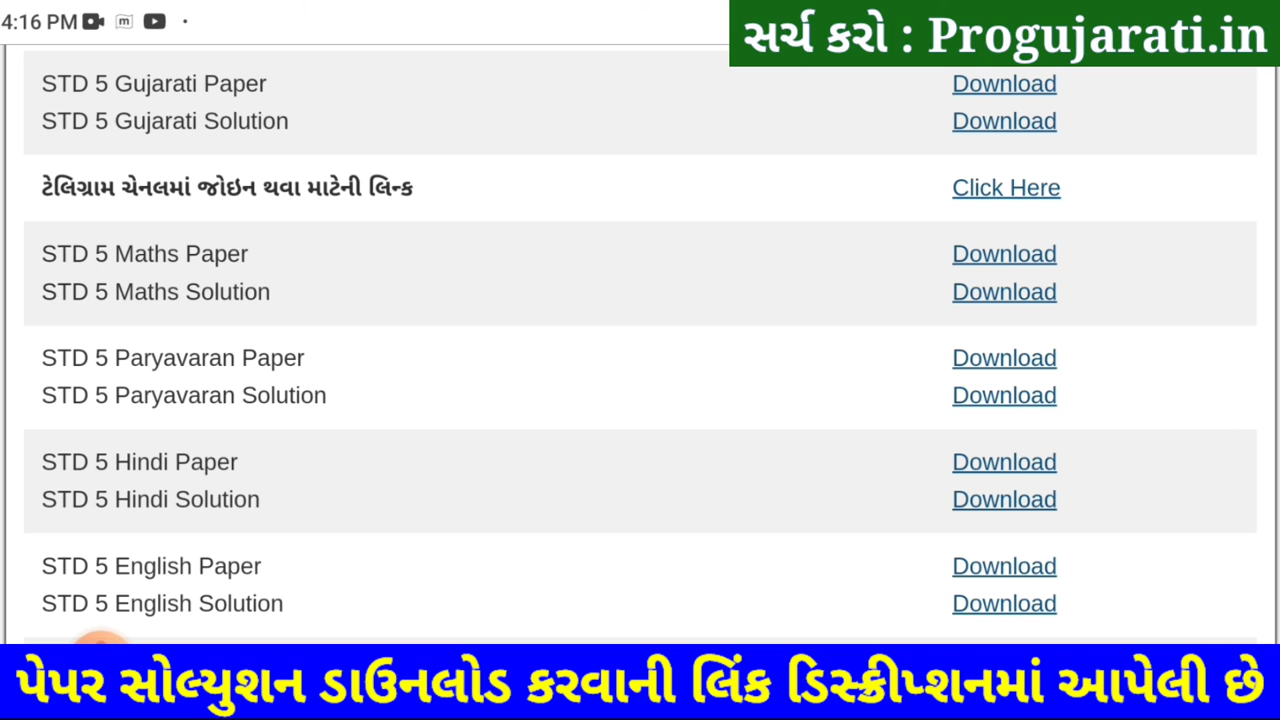 4:16 PM
સર્ચ કરો : Progujarati.in
STD 5 Gujarati Paper Download
STD 5 Gujarati Solution Download
ટેલિગ્રામ ચેનલમાં જોઇન થવા માટેની લિન્ક Click Here
STD 5 Maths Paper Download
STD 5 Maths Solution Download
STD 5 Paryavaran Paper Download
STD 5 Paryavaran Solution Download
STD 5 Hindi Paper Download
STD 5 Hindi Solution Download
STD 5 English Paper Download
STD 5 English Solution Download
પેપર સોલ્યુશન ડાઉનલોડ કરવાની લિંક ડિસ્ક્રીપ્શનમાં આપેલી છે